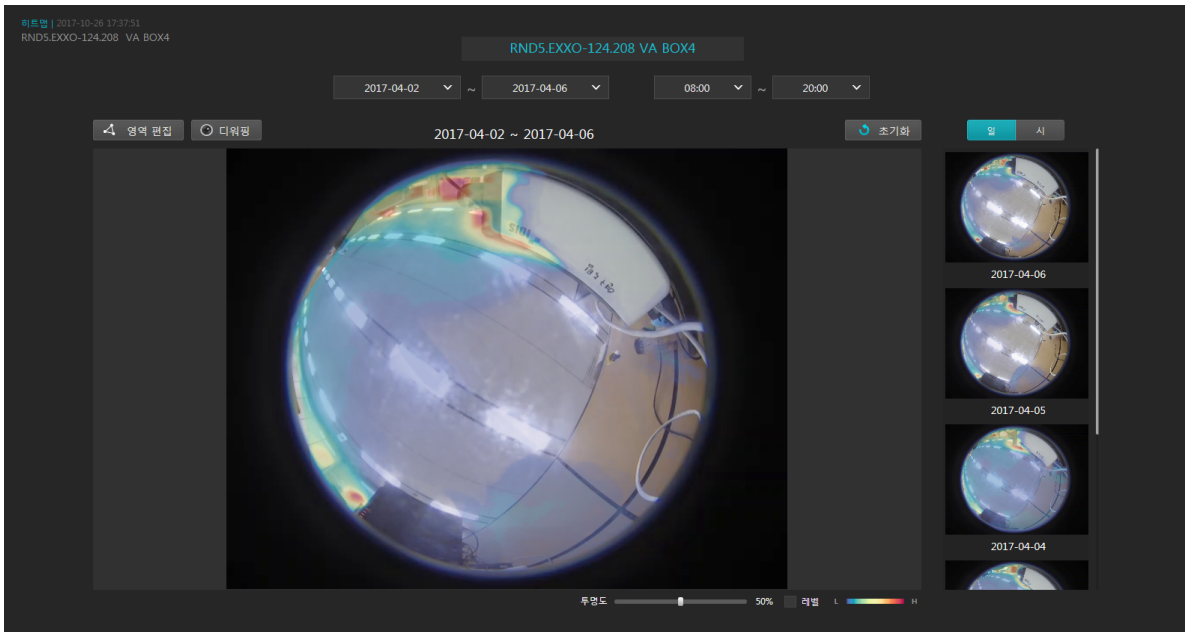 히트맵 | 2017-10-26 17:37:51
RND5.EXXO-124.208 VA BOX4
RND5.EXXO-124.208 VA BOX4
2017-04-02 ~ 2017-04-06 08:00 ~ 20:00
영역 편집 디워핑 2017-04-02 ~ 2017-04-06 초기화 일 시
2017-04-06
2017-04-05
2017-04-04
투명도 50% 레벨 L H